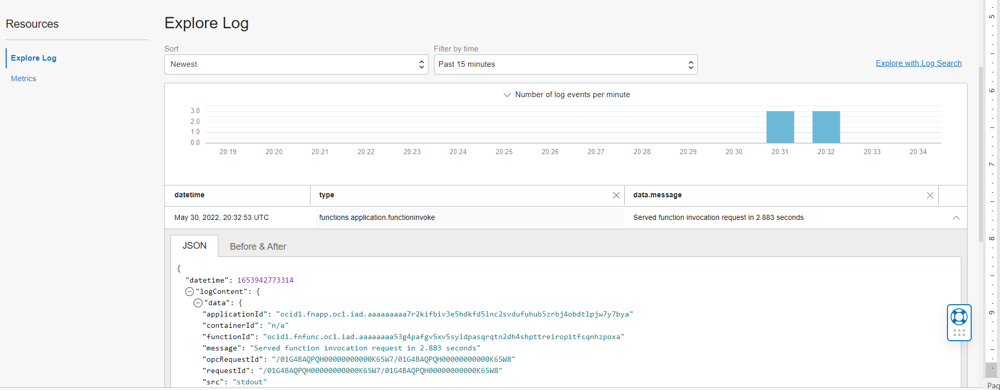 Resources
Explore Log
Metrics
Explore Log
Sort
Filter by time
Newest
Past 15 minutes
Explore with Log Search
Number of log events per minute
3.0
2.0
1.0
0.0
20:19 20:20 20:21 20:22 20:23 20:24 20:25 20:26 20:27 20:28 20:29 20:30 20:31 20:32 20:33 20:34
datetime type data.message
May 30, 2022, 20:32:53 UTC functions.application.functioninvoke Served function invocation request in 2.883 seconds
JSON Before & After
{
"datetime": 1653942773314
"logContent": {
"data": {
"applicationId": "ocid1.fnapp.oc1.iad.aaaaaaaaa7r2kifbiv3e5hdkfd5lnc2svdufuhub5zrbj4obdtlpjw7y7bya"
"containerId": "n/a"
"functionId": "ocid1.fnfunc.oc1.iad.aaaaaaaa53g4pafgv5xv5syldpasqrqtn2dh4shpttreiropitfsqnhzpoxa"
"message": "Served function invocation request in 2.883 seconds"
"opcRequestId": "/01G4BAQPQH00000000000K65W7/01G4BAQPQH00000000000K65W8"
"requestId": "/01G4BAQPQH00000000000K65W7/01G4BAQPQH00000000000K65W8"
"src": "stdout"
5
6
7
8
9
Pag